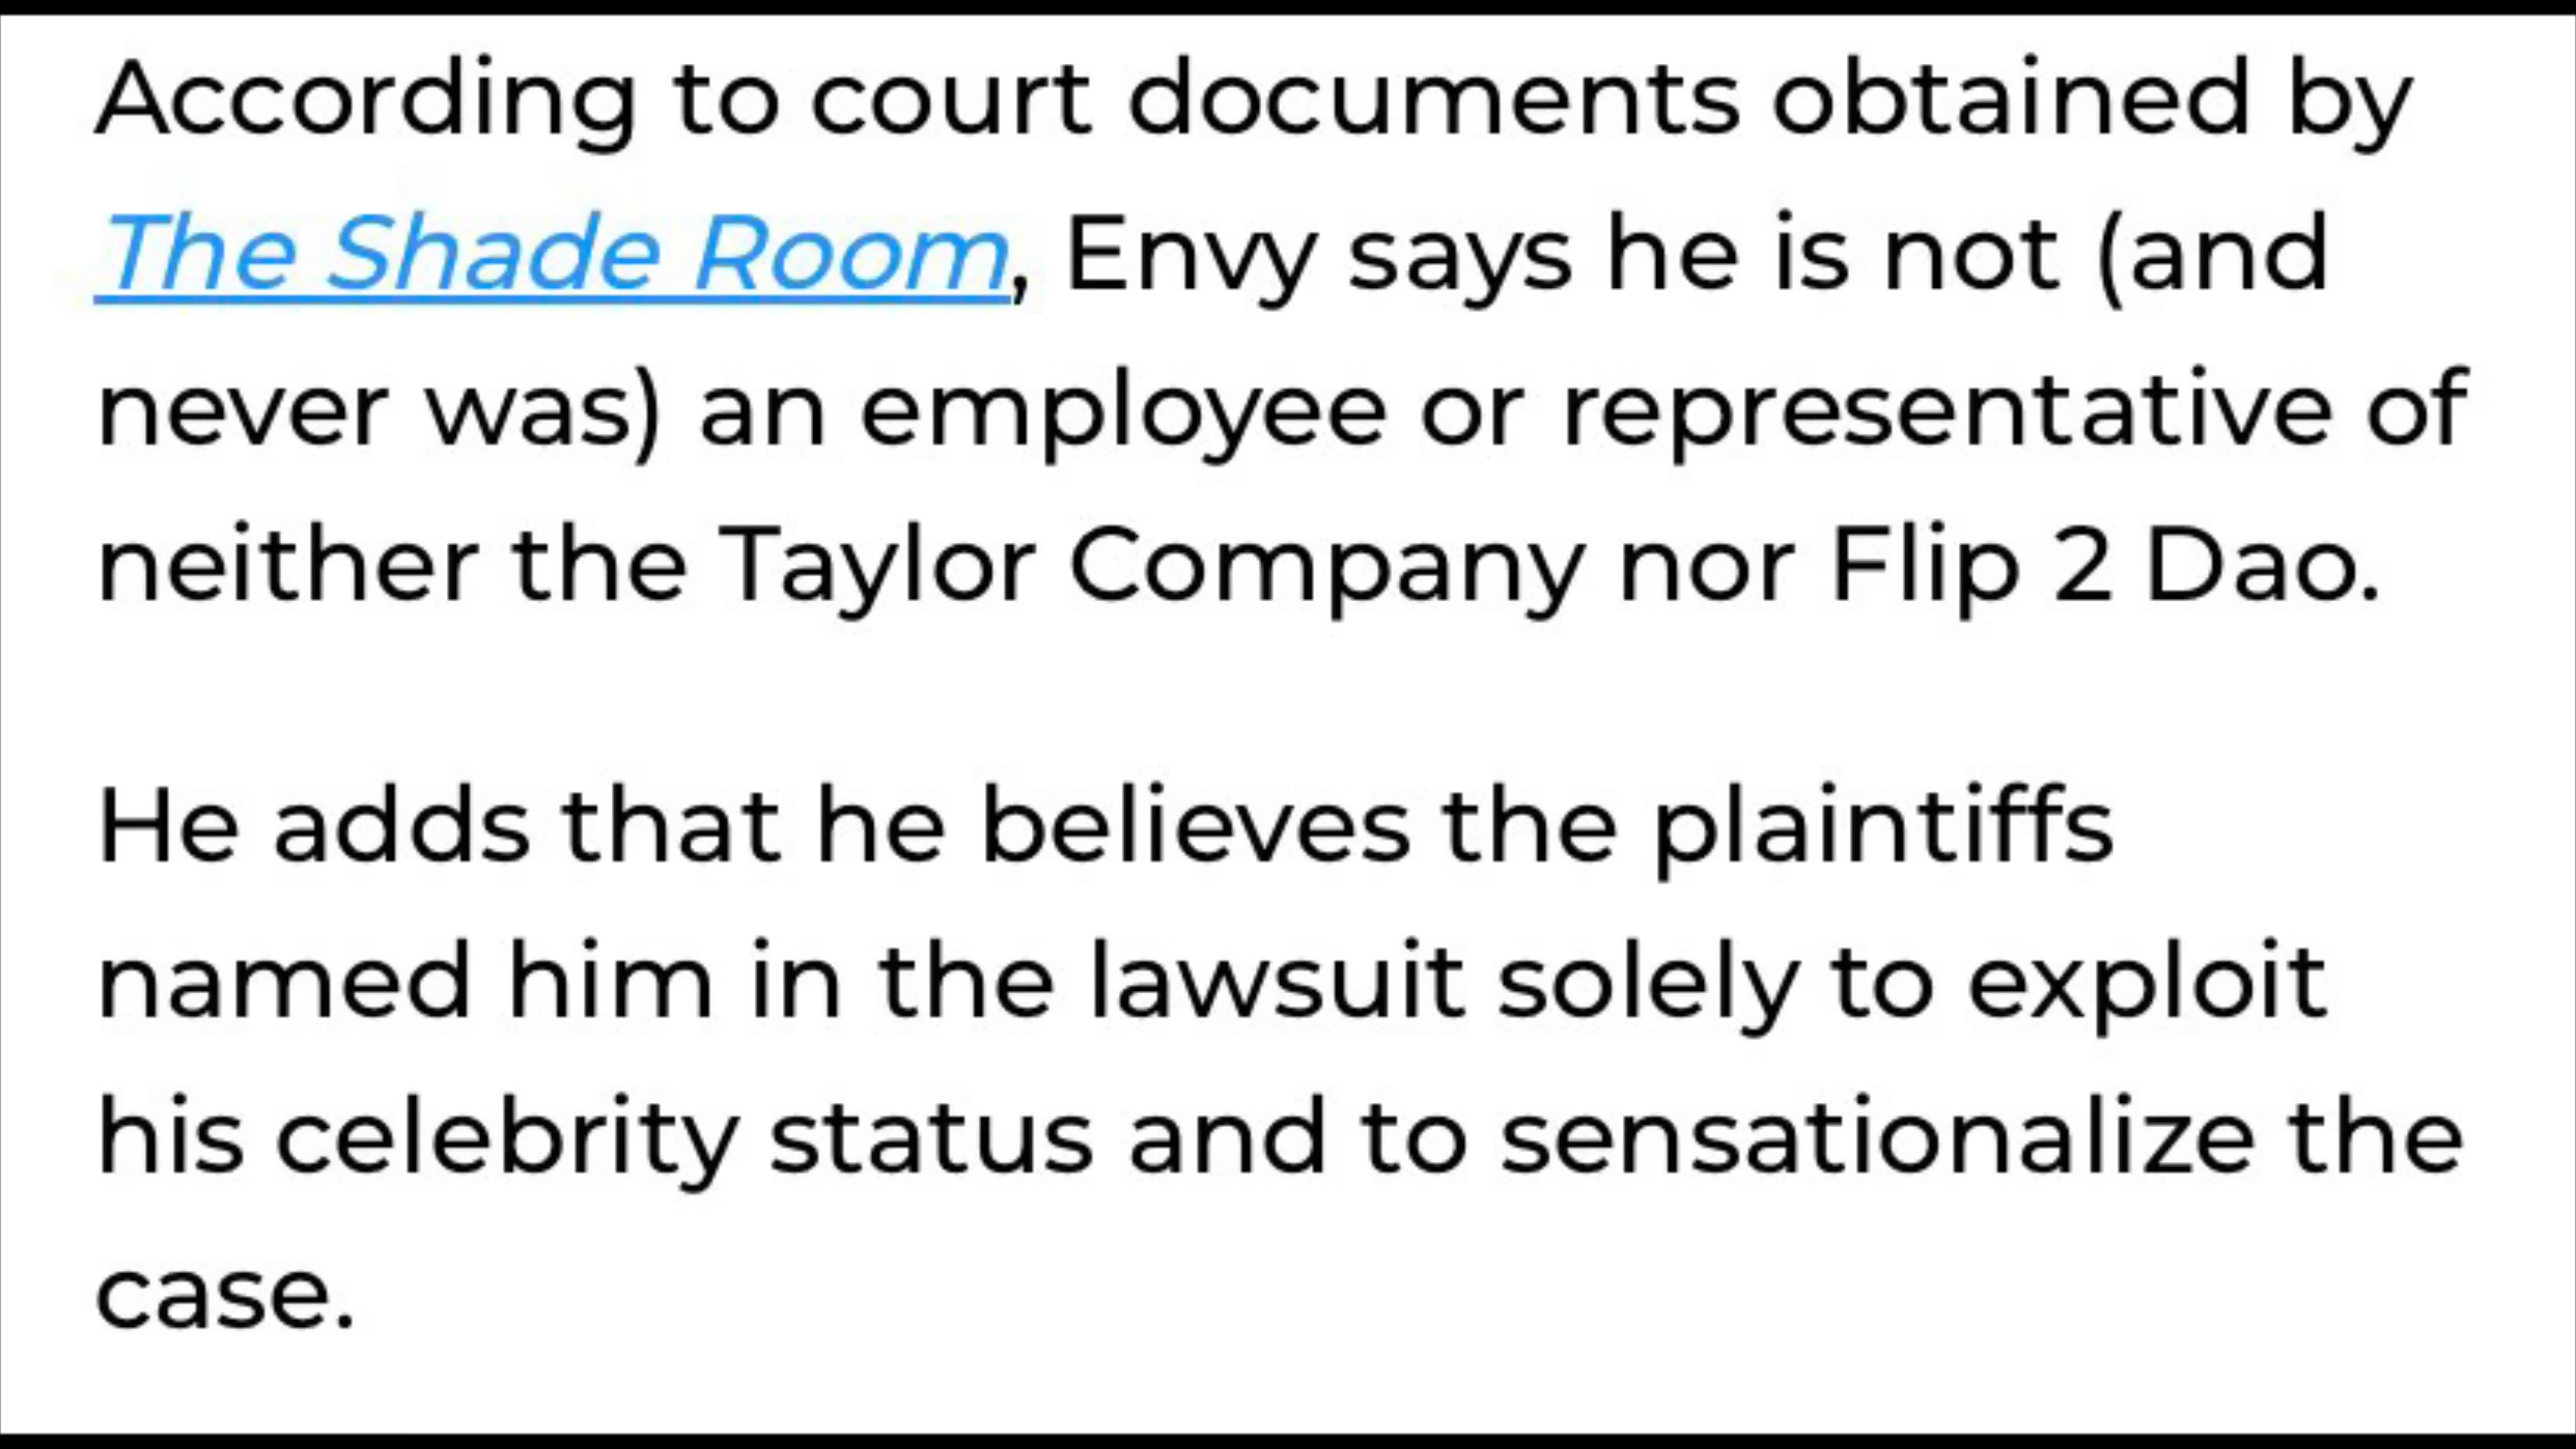 According to court documents obtained by
The Shade Room, Envy says he is not (and
never was) an employee or representative of
neither the Taylor Company nor Flip 2 Dao.
He adds that he believes the plaintiffs
named him in the lawsuit solely to exploit
his celebrity status and to sensationalize the
case.